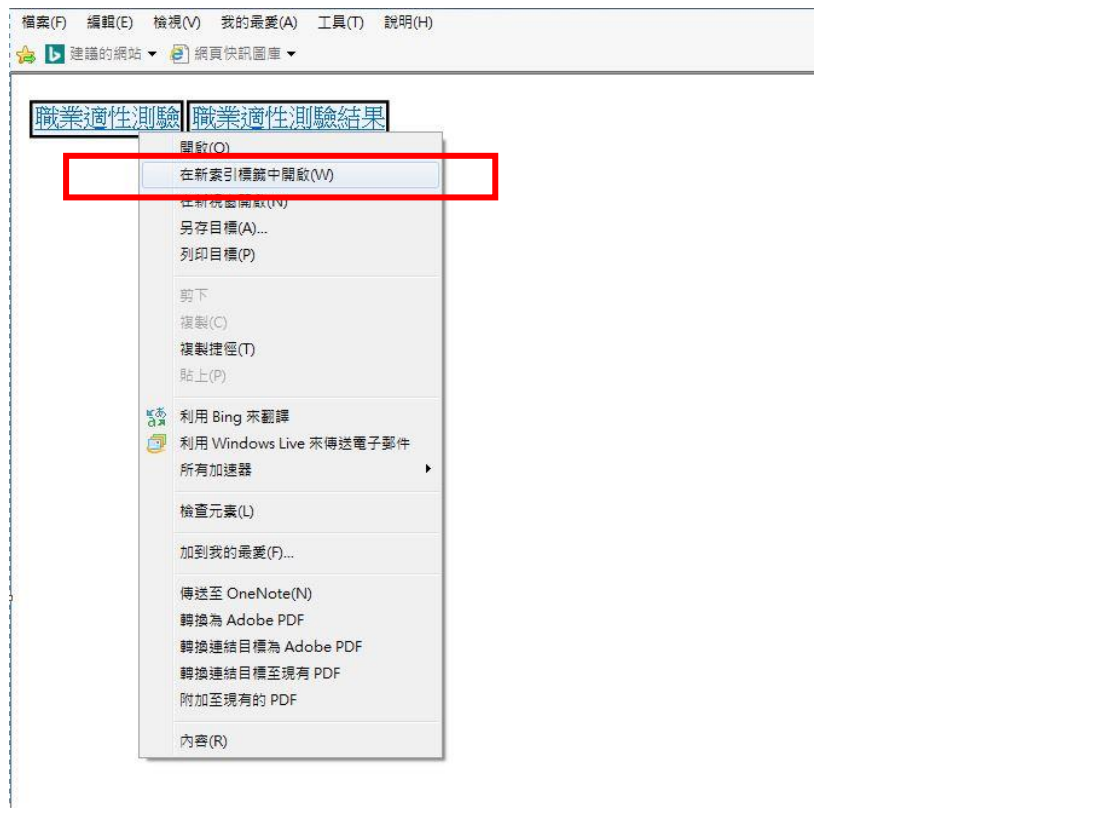 檔案(F) 編輯(E) 檢視(V) 我的最愛(A) 工具(T) 說明(H)
建議的網站 網頁快訊圖庫
職業適性測驗 職業適性測驗結果
開啟(O)
在新索引標籤中開啟(W)
在新視窗開啟(N)
另存目標(A)...
列印目標(P)
剪下
複製(C)
複製捷徑(T)
貼上(P)
利用 Bing 來翻譯
利用 Windows Live 來傳送電子郵件
所有加速器
檢查元素(L)
加到我的最愛(F)...
傳送至 OneNote(N)
轉換為 Adobe PDF
轉換連結目標為 Adobe PDF
轉換連結目標至現有 PDF
附加至現有的 PDF
內容(R)